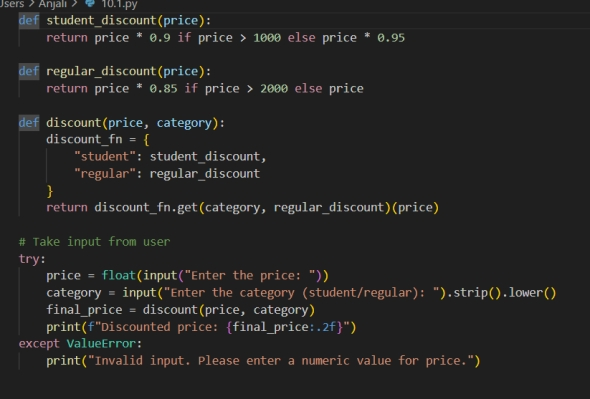 Users > Anjali > 10.1.py
def student_discount(price):
    return price * 0.9 if price > 1000 else price * 0.95
def regular_discount(price):
    return price * 0.85 if price > 2000 else price
def discount(price, category):
    discount_fn = {
        "student": student_discount,
        "regular": regular_discount
    }
    return discount_fn.get(category, regular_discount)(price)
# Take input from user
try:
    price = float(input("Enter the price: "))
    category = input("Enter the category (student/regular): ").strip().lower()
    final_price = discount(price, category)
    print(f"Discounted price: {final_price:.2f}")
except ValueError:
    print("Invalid input. Please enter a numeric value for price.")